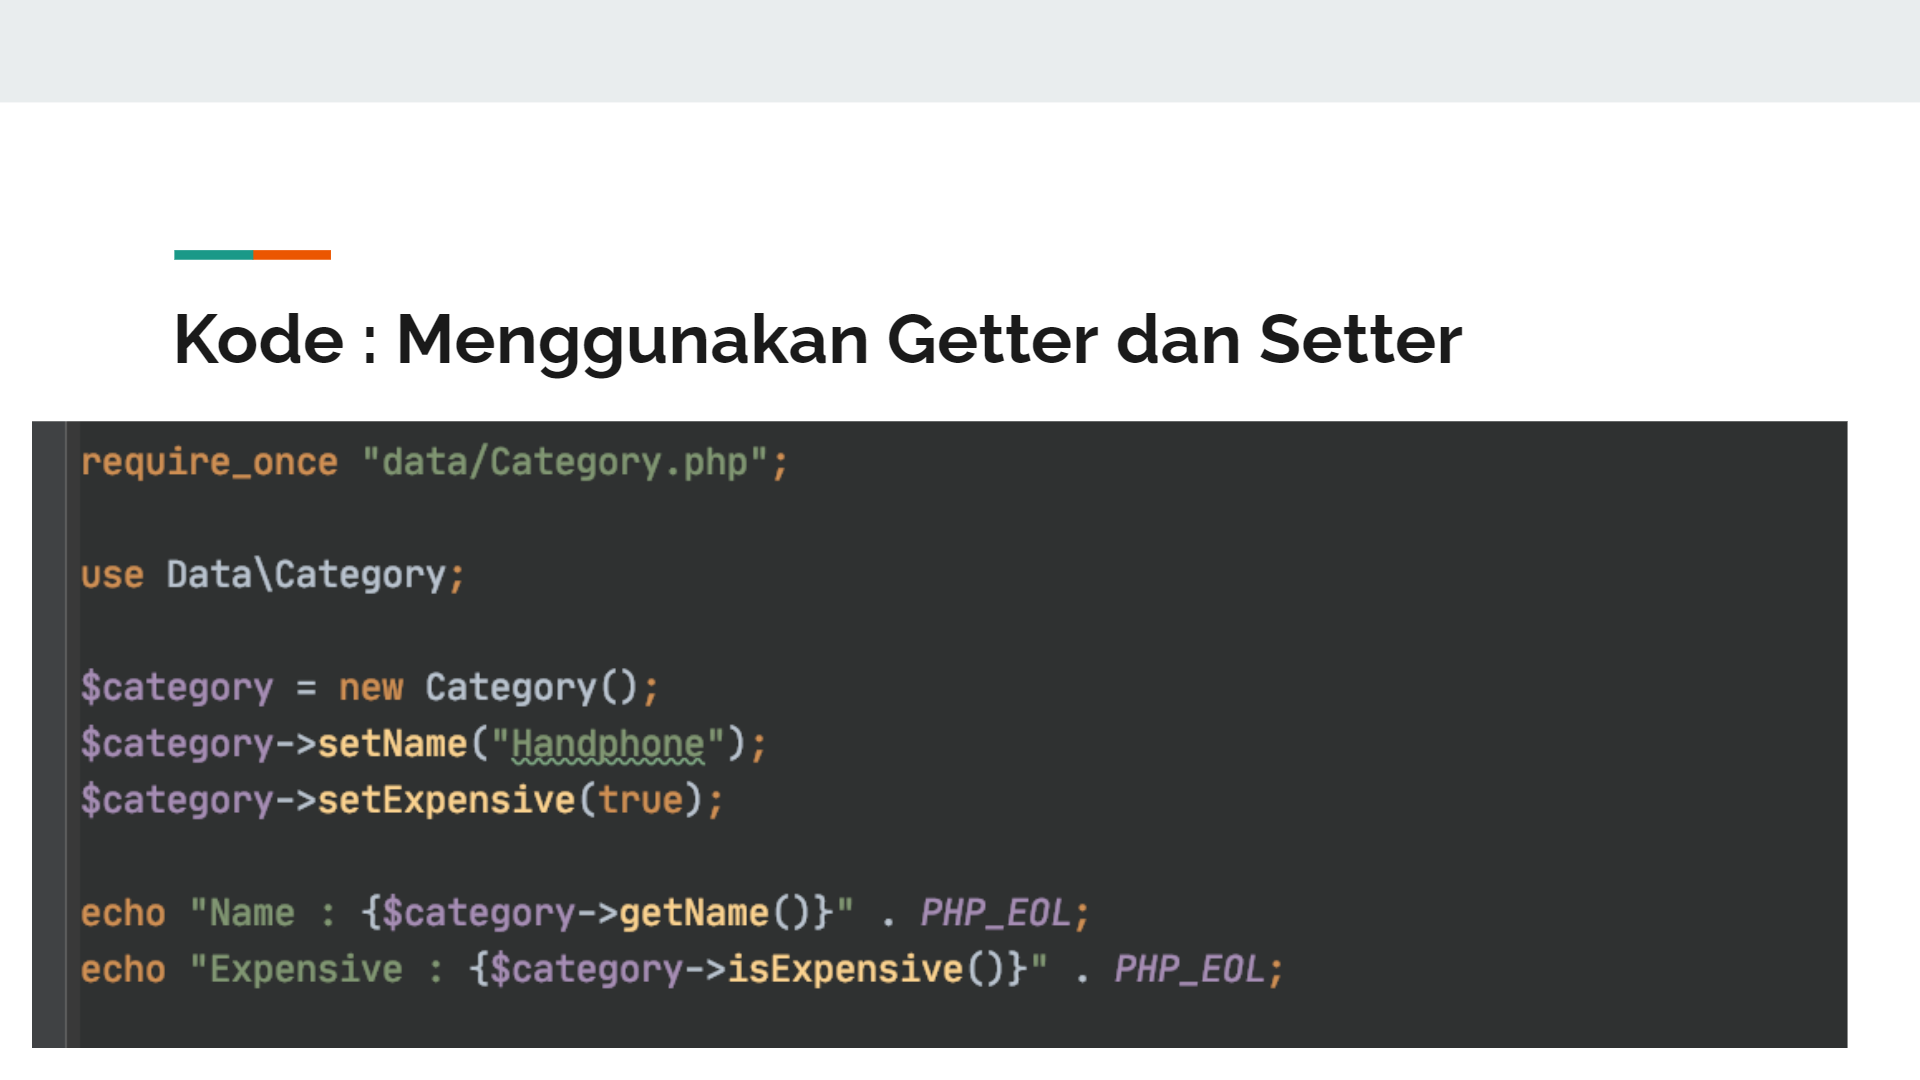 Kode : Menggunakan Getter dan Setter
require_once "data/Category.php";
use Data\Category;
$category = new Category();
$category->setName("Handphone");
$category->setExpensive(true);
echo "Name : {$category->getName()}" . PHP_EOL;
echo "Expensive : {$category->isExpensive()}" . PHP_EOL;